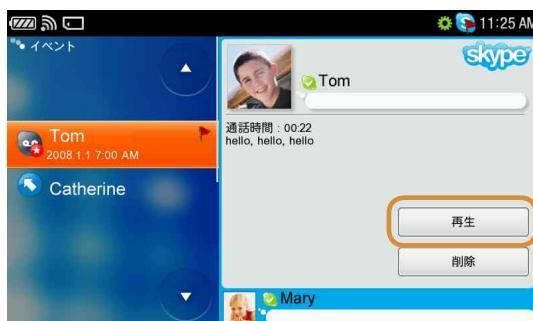 11:25 AM
イベント
Tom
2008.1.1 7:00 AM
Catherine
skype
Tom
通話時間 : 00:22
hello, hello, hello
再生
削除
Mary